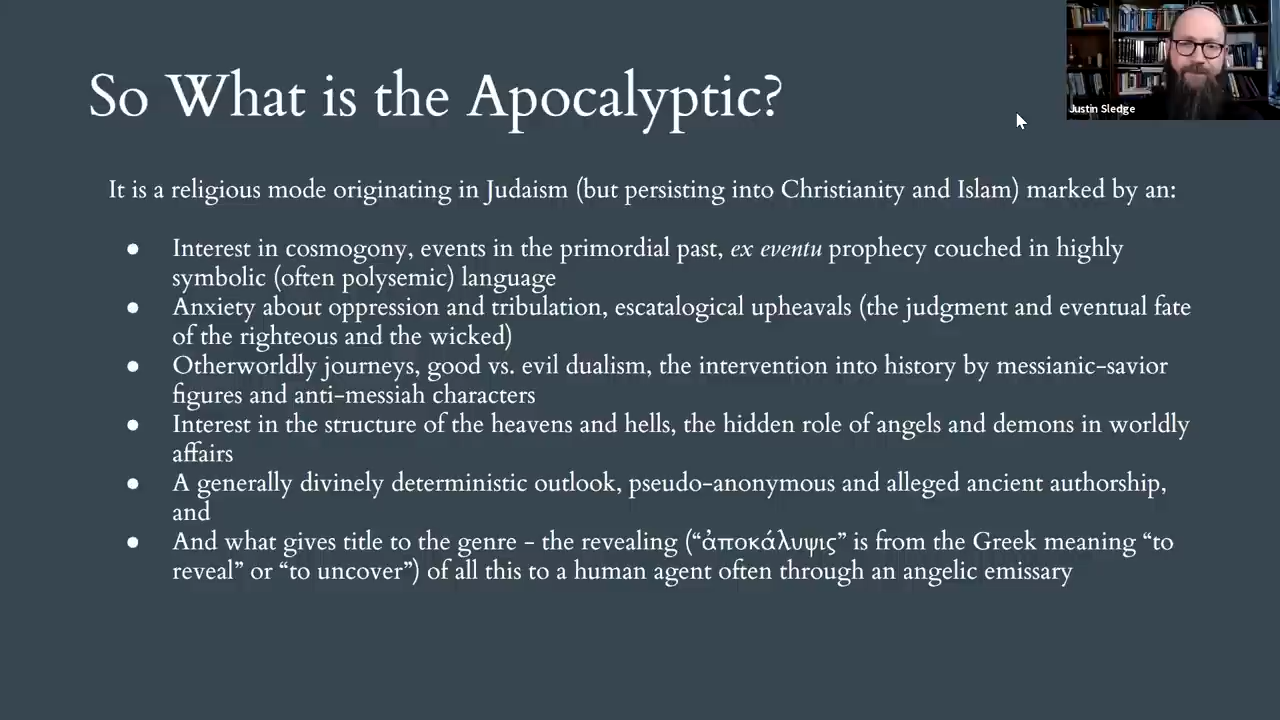 So What is the Apocalyptic?
Justin Sledge
It is a religious mode originating in Judaism (but persisting into Christianity and Islam) marked by an:
● Interest in cosmogony, events in the primordial past, ex eventu prophecy couched in highly
symbolic (often polysemic) language
● Anxiety about oppression and tribulation, escatalogical upheavals (the judgment and eventual fate
of the righteous and the wicked)
● Otherworldly journeys, good vs. evil dualism, the intervention into history by messianic-savior
figures and anti-messiah characters
● Interest in the structure of the heavens and hells, the hidden role of angels and demons in worldly
affairs
● A generally divinely deterministic outlook, pseudo-anonymous and alleged ancient authorship,
and
● And what gives title to the genre - the revealing (“ἀποκάλυψις” is from the Greek meaning “to
reveal” or “to uncover”) of all this to a human agent often through an angelic emissary